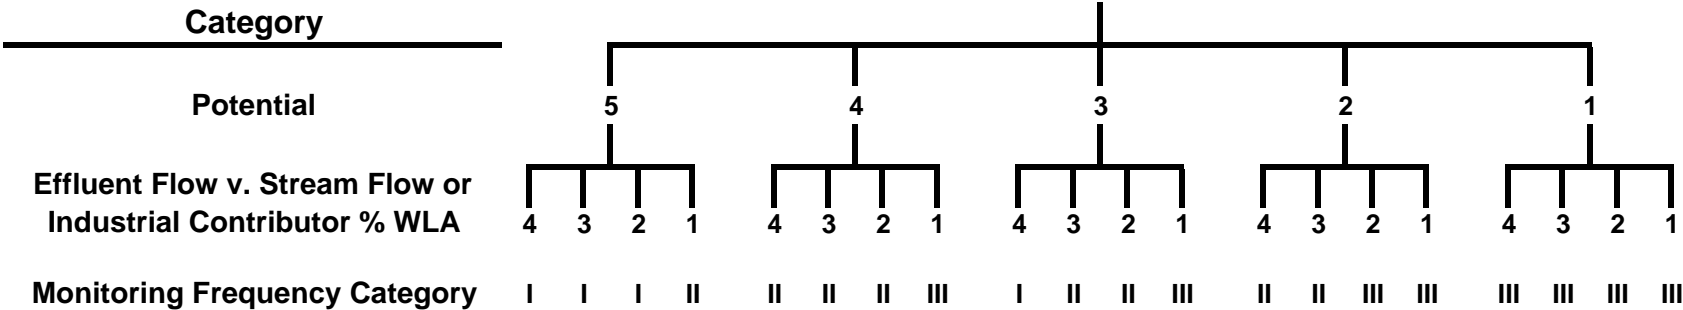 Category
Potential 5 4 3 2 1
Effluent Flow v. Stream Flow or
Industrial Contributor % WLA 4 3 2 1 4 3 2 1 4 3 2 1 4 3 2 1 4 3 2 1
Monitoring Frequency Category I I I II II II II III I II II III II II III III III III III III